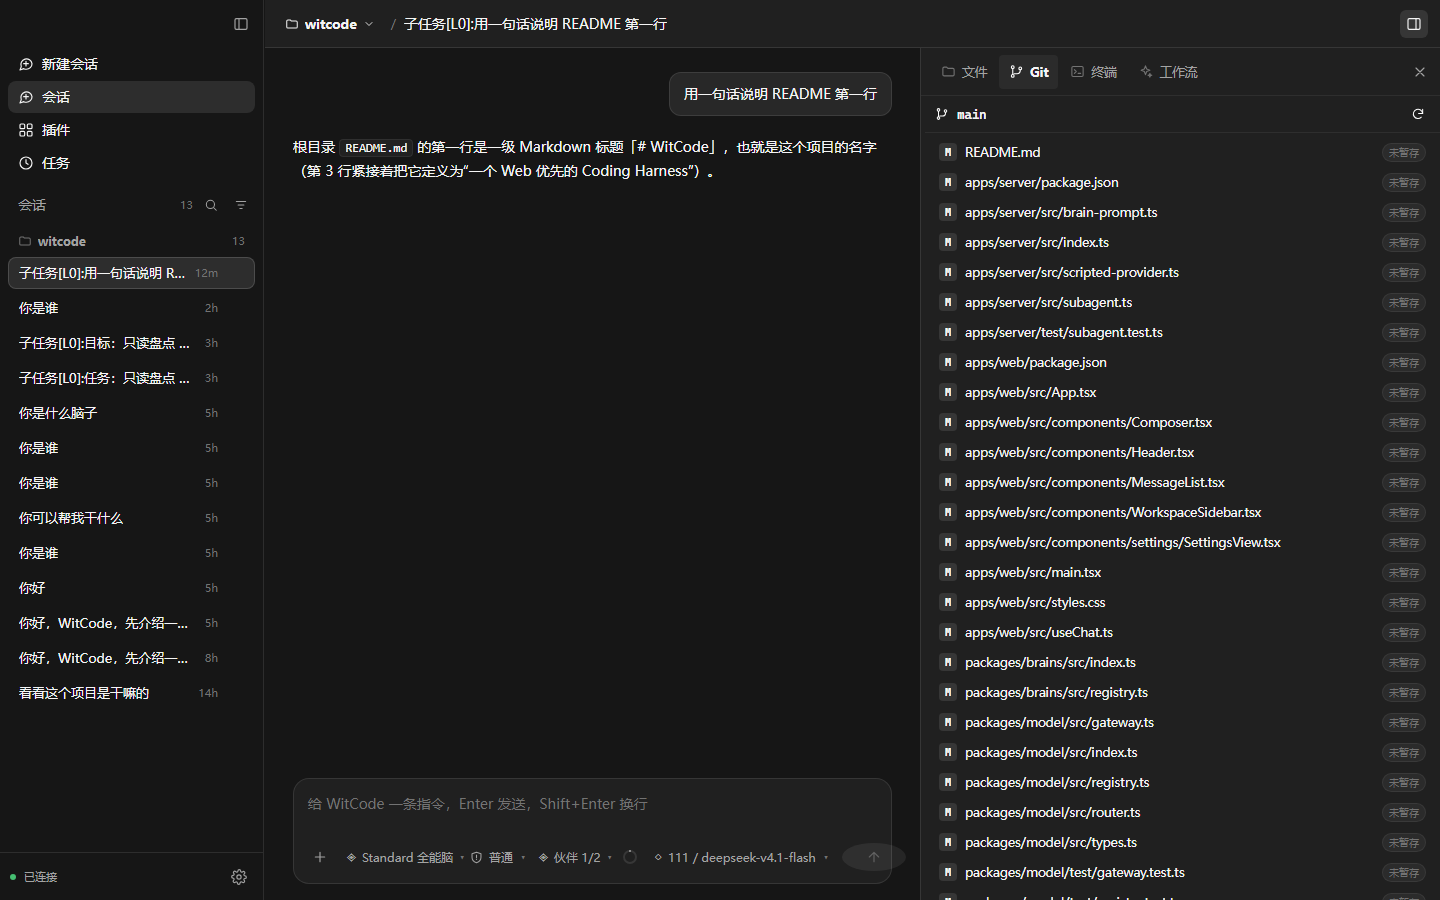 witcode / 子任务[L0]:用一句话说明 README 第一行
新建会话
会话
插件
任务
会话 13
witcode 13
子任务[L0]:用一句话说明 R... 12m
你是谁 2h
子任务[L0]:目标：只读盘点 ... 3h
子任务[L0]:任务：只读盘点 ... 3h
你是什么脑子 5h
你是谁 5h
你是谁 5h
你可以帮我干什么 5h
你是谁 5h
你好 5h
你好，WitCode，先介绍一... 5h
你好，WitCode，先介绍一... 8h
看看这个项目是干嘛的 14h
已连接
用一句话说明 README 第一行
根目录 README.md 的第一行是一级 Markdown 标题「# WitCode」，也就是这个项目的名字
（第 3 行紧接着把它定义为“一个 Web 优先的 Coding Harness”）。
给 WitCode 一条指令，Enter 发送，Shift+Enter 换行
Standard 全能脑 普通 伙伴 1/2 111 / deepseek-v4.1-flash
文件 Git 终端 工作流
main
M README.md 未暂存
M apps/server/package.json 未暂存
M apps/server/src/brain-prompt.ts 未暂存
M apps/server/src/index.ts 未暂存
M apps/server/src/scripted-provider.ts 未暂存
M apps/server/src/subagent.ts 未暂存
M apps/server/test/subagent.test.ts 未暂存
M apps/web/package.json 未暂存
M apps/web/src/App.tsx 未暂存
M apps/web/src/components/Composer.tsx 未暂存
M apps/web/src/components/Header.tsx 未暂存
M apps/web/src/components/MessageList.tsx 未暂存
M apps/web/src/components/WorkspaceSidebar.tsx 未暂存
M apps/web/src/components/settings/SettingsView.tsx 未暂存
M apps/web/src/main.tsx 未暂存
M apps/web/src/styles.css 未暂存
M apps/web/src/useChat.ts 未暂存
M packages/brains/src/index.ts 未暂存
M packages/brains/src/registry.ts 未暂存
M packages/model/src/gateway.ts 未暂存
M packages/model/src/index.ts 未暂存
M packages/model/src/registry.ts 未暂存
M packages/model/src/router.ts 未暂存
M packages/model/src/types.ts 未暂存
M packages/model/test/gateway.test.ts 未暂存